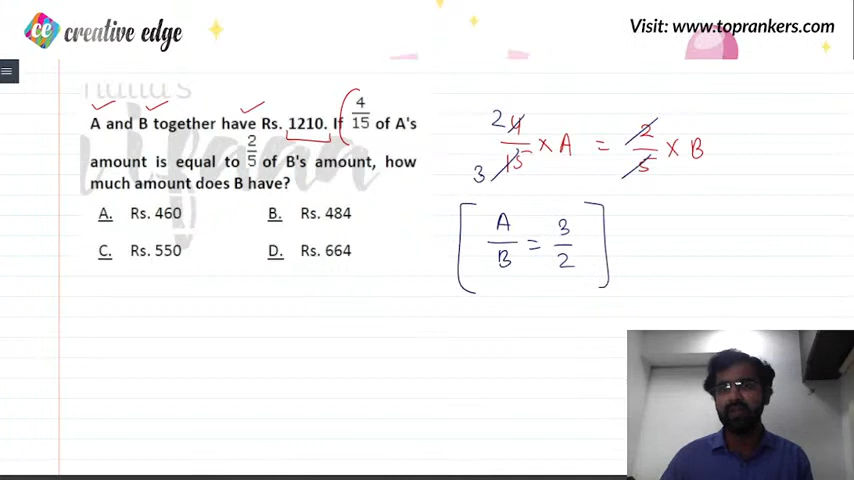 ce creative edge
Visit: www.toprankers.com
A and B together have Rs. 1210. If 4/15 of A's
amount is equal to 2/5 of B's amount, how
much amount does B have?
A. Rs. 460 B. Rs. 484
C. Rs. 550 D. Rs. 664
2 4/15 3 × A = 2/5 × B
A/B = 3/2